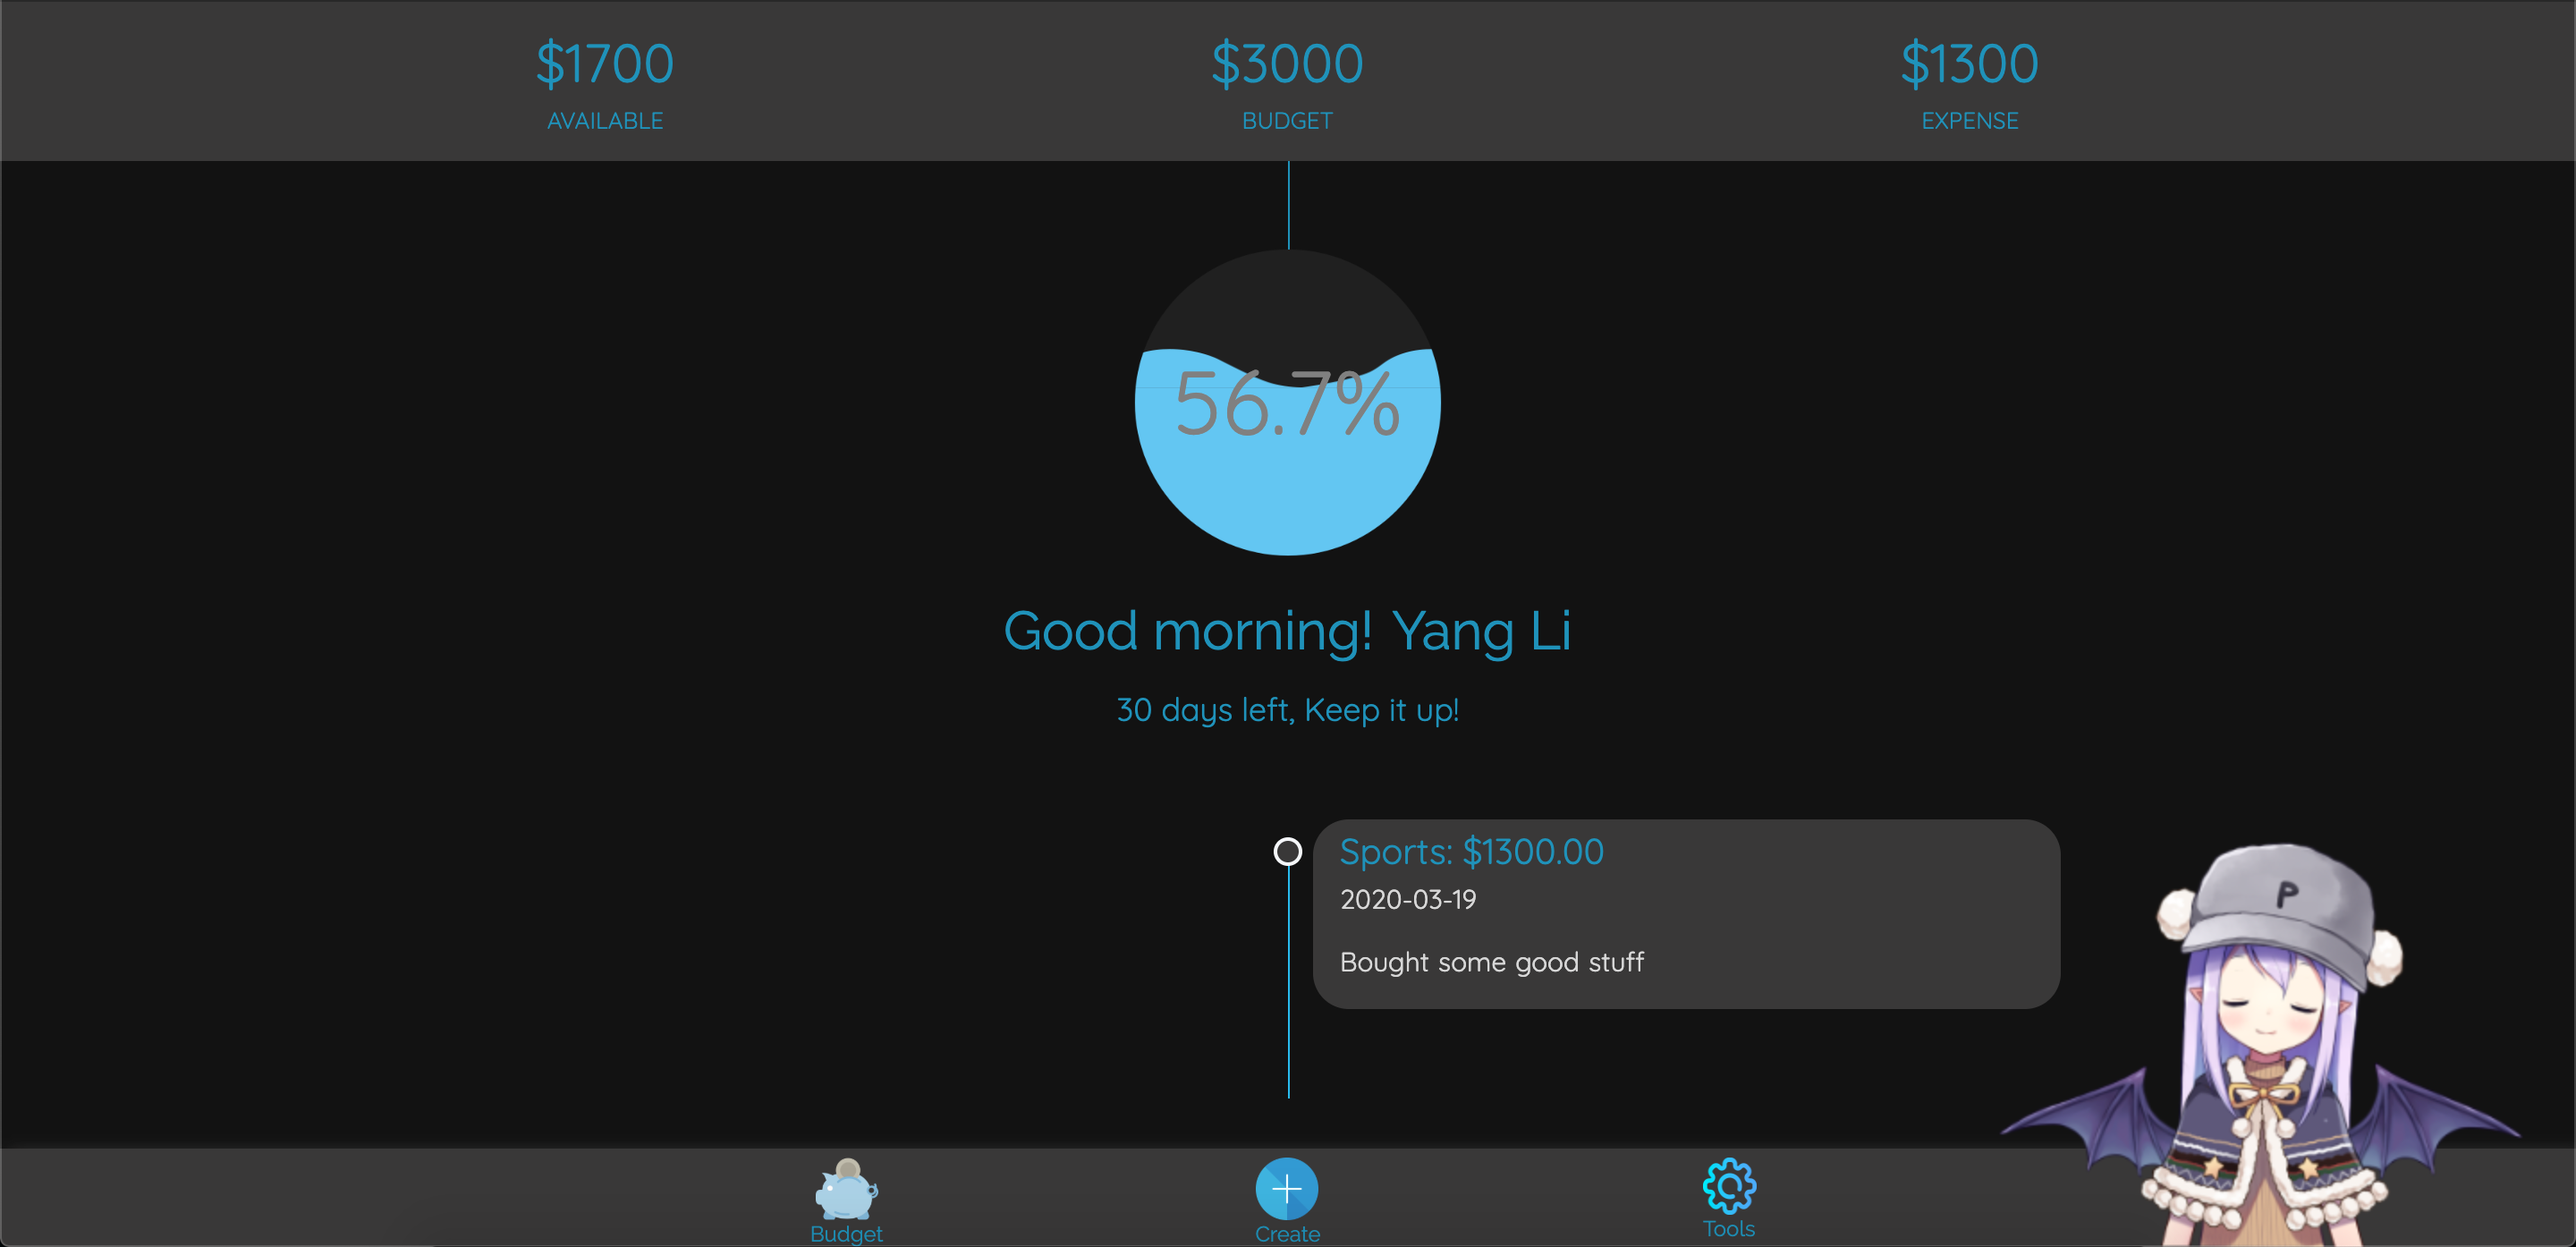 $1700
AVAILABLE
$3000
BUDGET
$1300
EXPENSE
56.7%
Good morning! Yang Li
30 days left, Keep it up!
Sports: $1300.00
2020-03-19
Bought some good stuff
P
Budget
Create
Tools